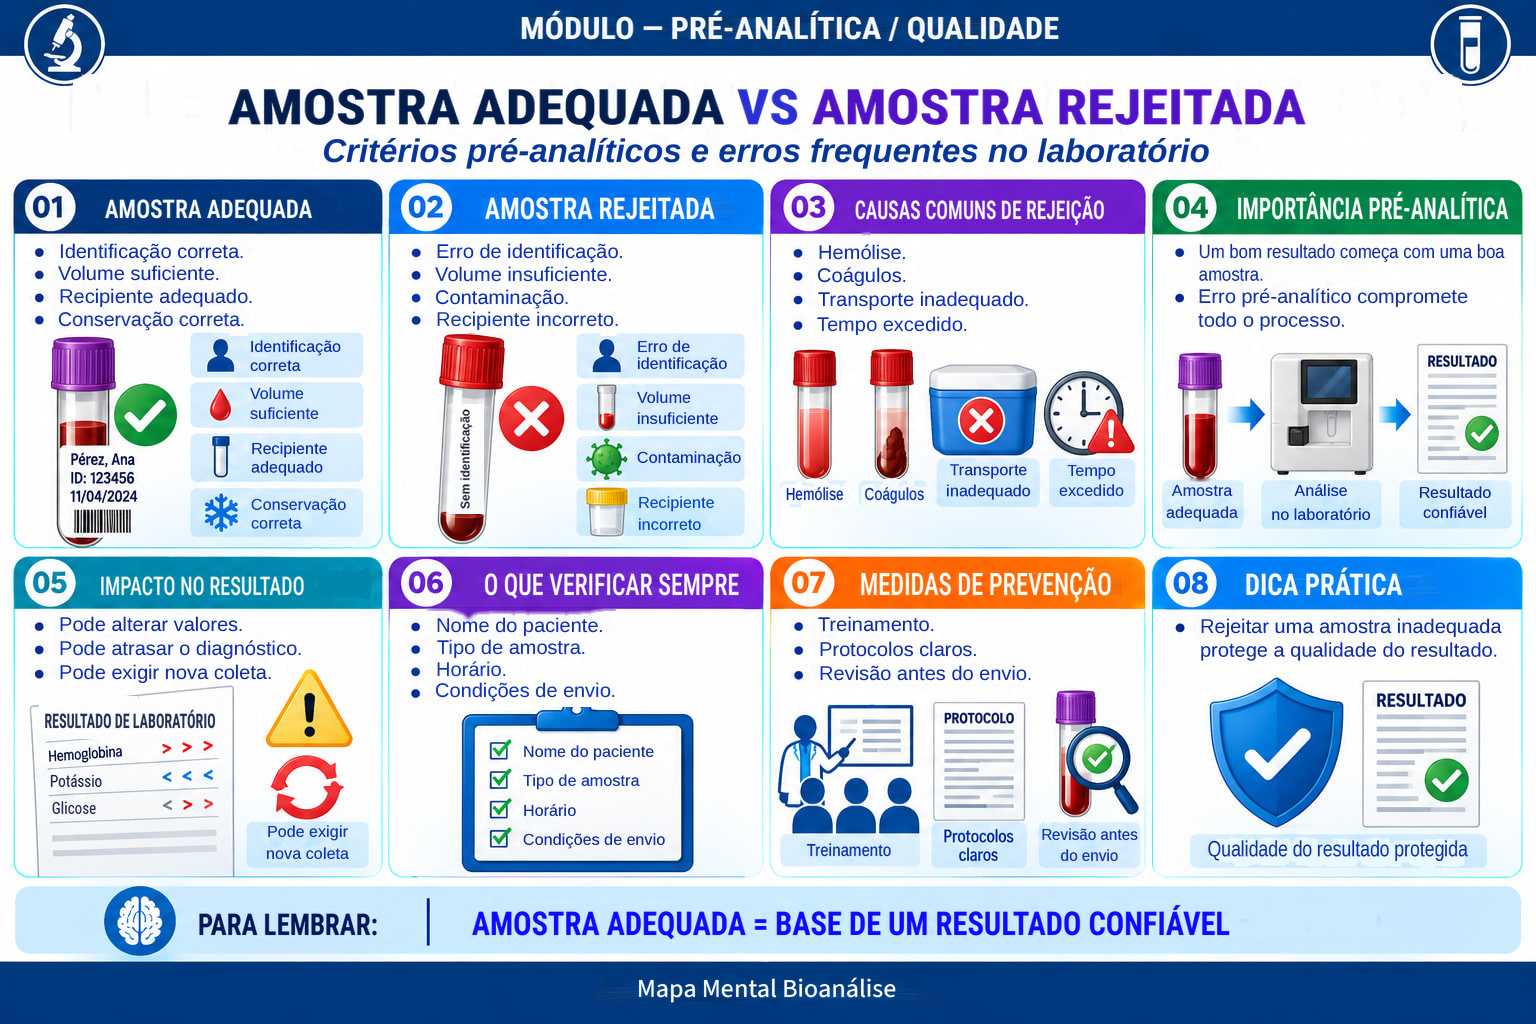 MÓDULO — PRÉ-ANALÍTICA / QUALIDADE
AMOSTRA ADEQUADA VS AMOSTRA REJEITADA
Critérios pré-analíticos e erros frequentes no laboratório
01 AMOSTRA ADEQUADA
• Identificação correta.
• Volume suficiente.
• Recipiente adequado.
• Conservação correta.
Pérez, Ana
ID: 123456
11/04/2024
Identificação
correta
Volume
suficiente
Recipiente
adequado
Conservação
correta
02 AMOSTRA REJEITADA
• Erro de identificação.
• Volume insuficiente.
• Contaminação.
• Recipiente incorreto.
Sem identificação
Erro de
identificação
Volume
insuficiente
Contaminação
Recipiente
incorreto
03 CAUSAS COMUNS DE REJEIÇÃO
• Hemólise.
• Coágulos.
• Transporte inadequado.
• Tempo excedido.
Hemólise
Coágulos
Transporte
inadequado
Tempo
excedido
04 IMPORTÂNCIA PRÉ-ANALÍTICA
• Um bom resultado começa com uma boa
amostra.
• Erro pré-analítico compromete
todo o processo.
RESULTADO
Amostra
adequada
Análise
no laboratório
Resultado
confiável
05 IMPACTO NO RESULTADO
• Pode alterar valores.
• Pode atrasar o diagnóstico.
• Pode exigir nova coleta.
RESULTADO DE LABORATÓRIO
Hemoglobina > > >
Potássio < < <
Glicose < > >
Pode exigir
nova coleta
06 O QUE VERIFICAR SEMPRE
• Nome do paciente.
• Tipo de amostra.
• Horário.
• Condições de envio.
Nome do paciente
Tipo de amostra
Horário
Condições de envio
07 MEDIDAS DE PREVENÇÃO
• Treinamento.
• Protocolos claros.
• Revisão antes do envio.
PROTOCOLO
Treinamento
Protocolos
claros
Revisão antes
do envio
08 DICA PRÁTICA
• Rejeitar uma amostra inadequada
protege a qualidade do resultado.
RESULTADO
Qualidade do resultado protegida
PARA LEMBRAR:
AMOSTRA ADEQUADA = BASE DE UM RESULTADO CONFIÁVEL
Mapa Mental Bioanálise